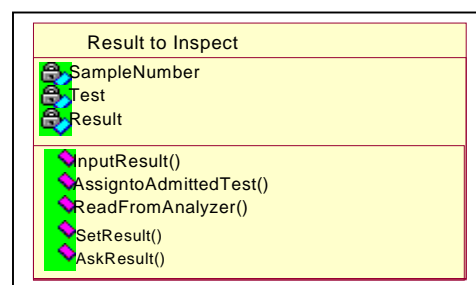 Result to Inspect
SampleNumber
Test
Result
InputResult()
AssigntoAdmittedTest()
ReadFromAnalyzer()
SetResult()
AskResult()